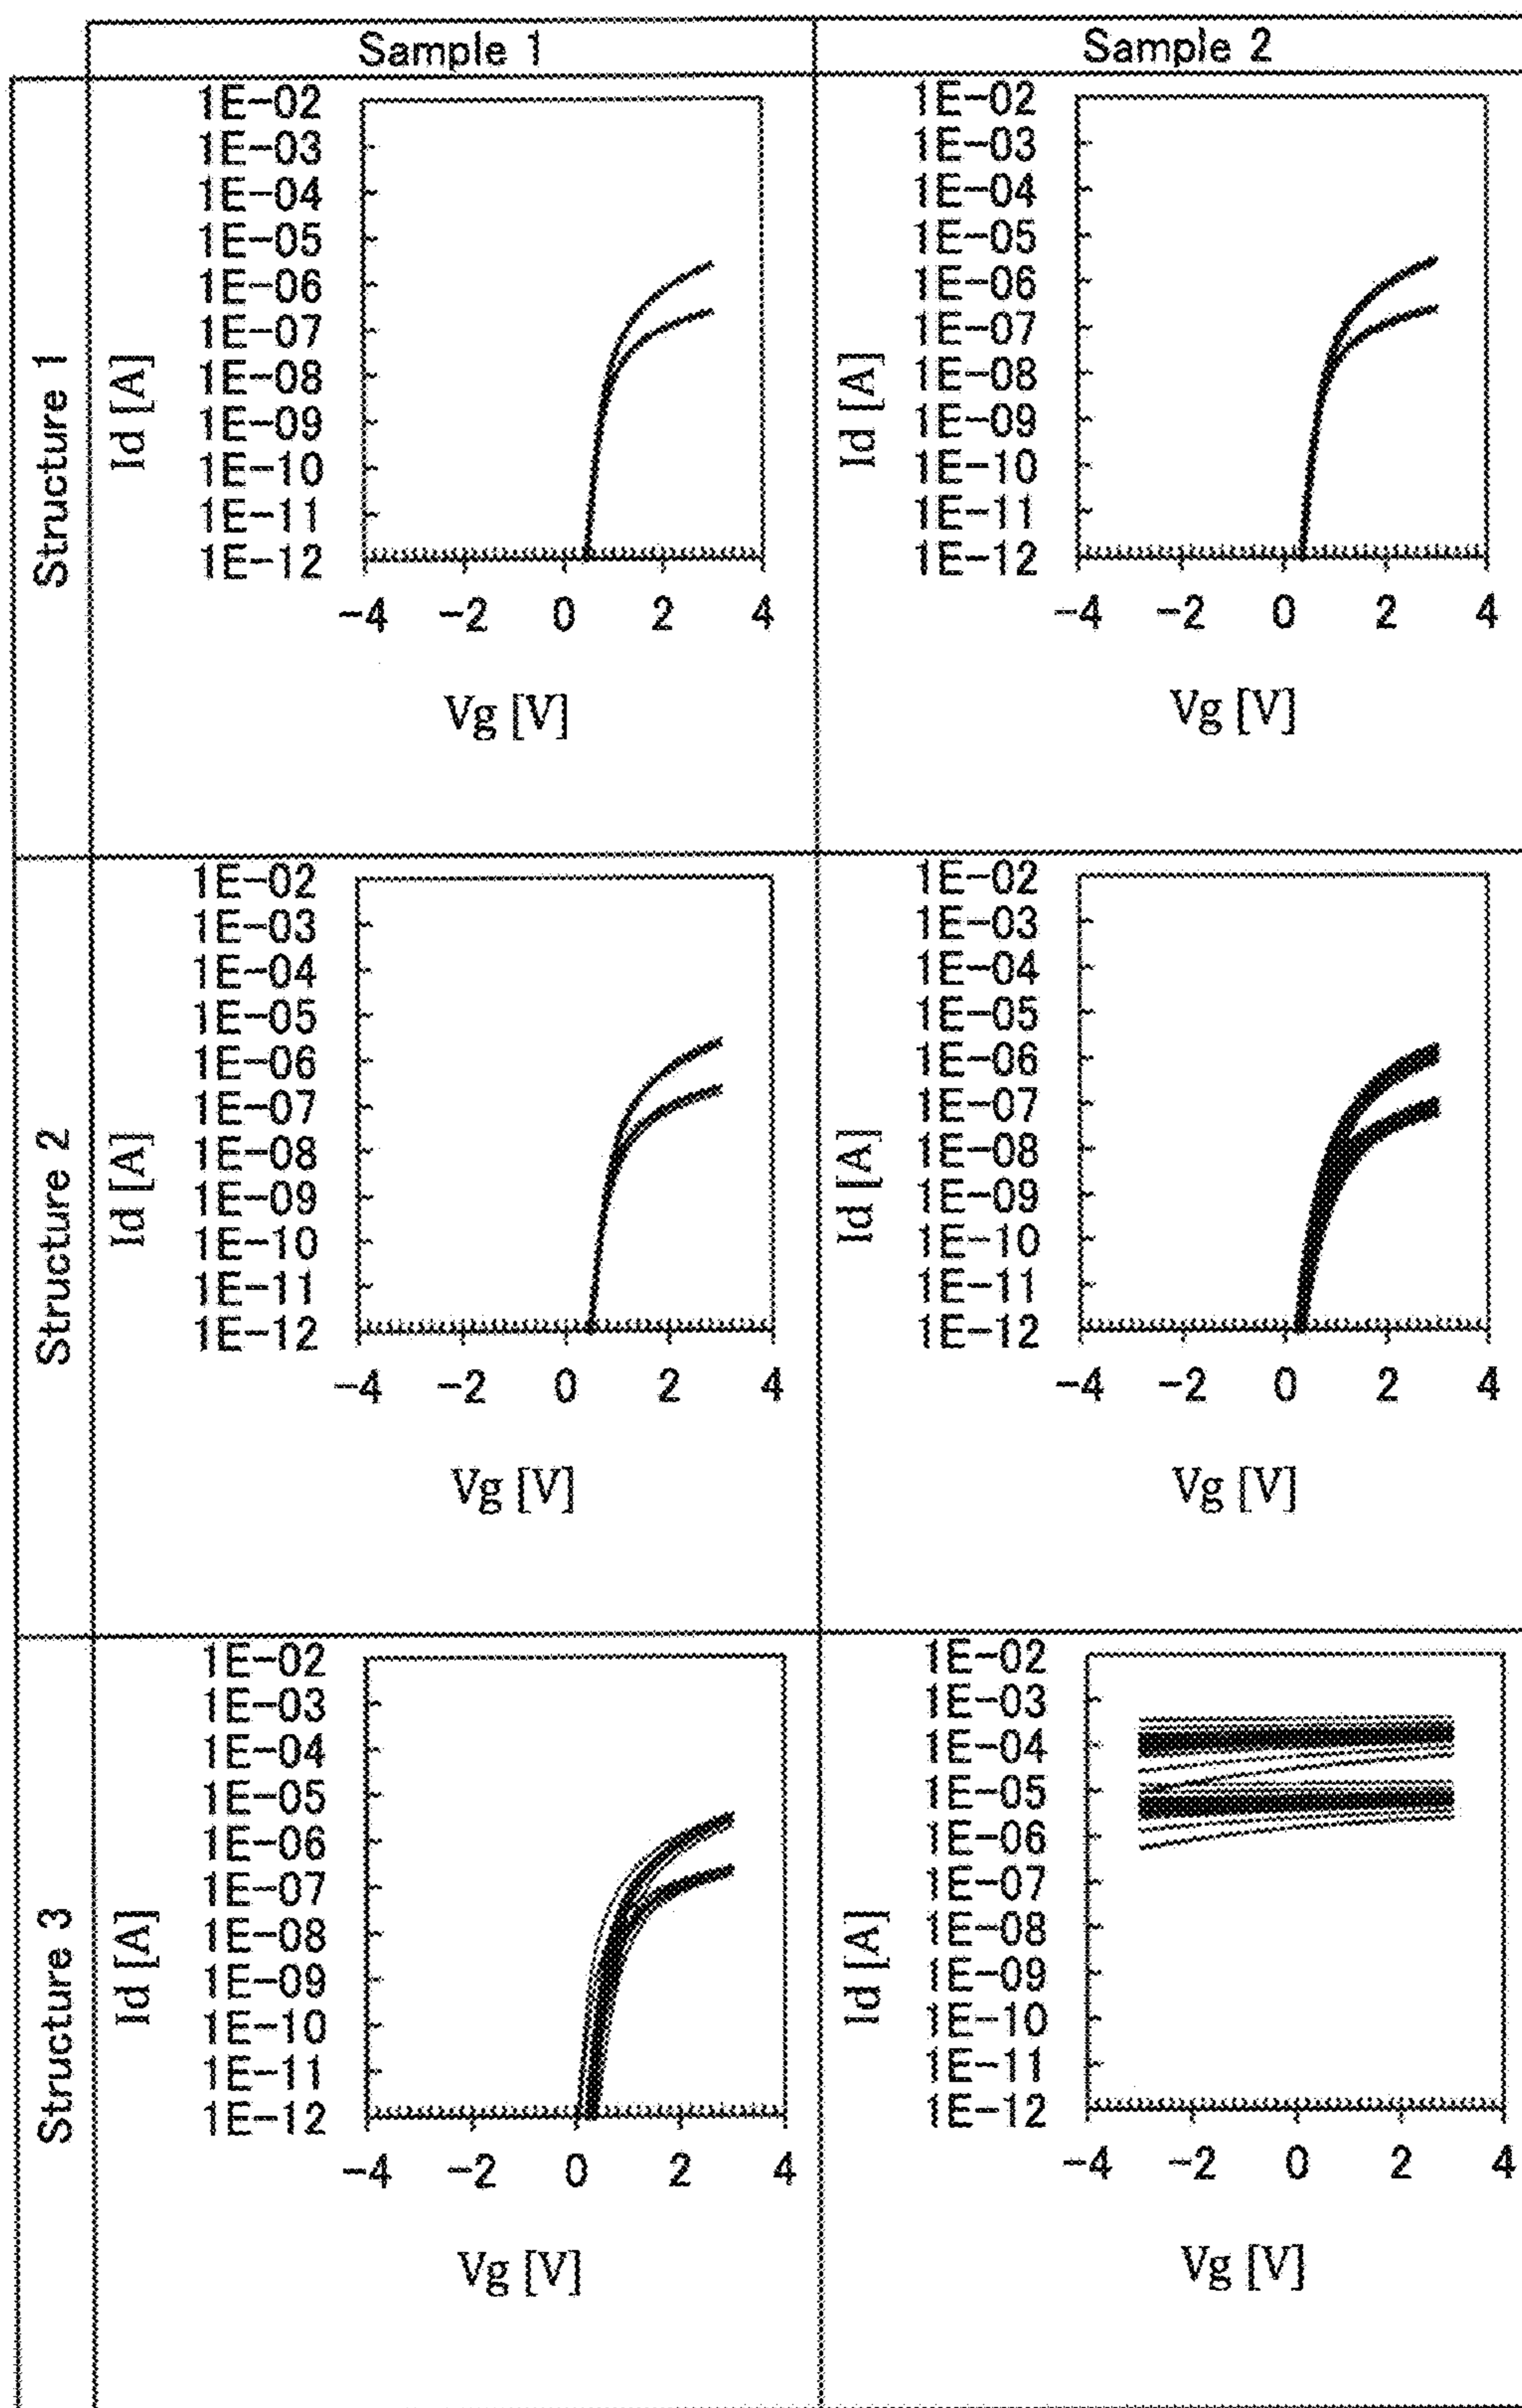 Sample 1
Sample 2
Structure 1
Id [A]
1E-02
1E-03
1E-04
1E-05
1E-06
1E-07
1E-08
1E-09
1E-10
1E-11
1E-12
-4 -2 0 2 4
Vg [V]
Id [A]
1E-02
1E-03
1E-04
1E-05
1E-06
1E-07
1E-08
1E-09
1E-10
1E-11
1E-12
-4 -2 0 2 4
Vg [V]
Structure 2
Id [A]
1E-02
1E-03
1E-04
1E-05
1E-06
1E-07
1E-08
1E-09
1E-10
1E-11
1E-12
-4 -2 0 2 4
Vg [V]
Id [A]
1E-02
1E-03
1E-04
1E-05
1E-06
1E-07
1E-08
1E-09
1E-10
1E-11
1E-12
-4 -2 0 2 4
Vg [V]
Structure 3
Id [A]
1E-02
1E-03
1E-04
1E-05
1E-06
1E-07
1E-08
1E-09
1E-10
1E-11
1E-12
-4 -2 0 2 4
Vg [V]
Id [A]
1E-02
1E-03
1E-04
1E-05
1E-06
1E-07
1E-08
1E-09
1E-10
1E-11
1E-12
-4 -2 0 2 4
Vg [V]